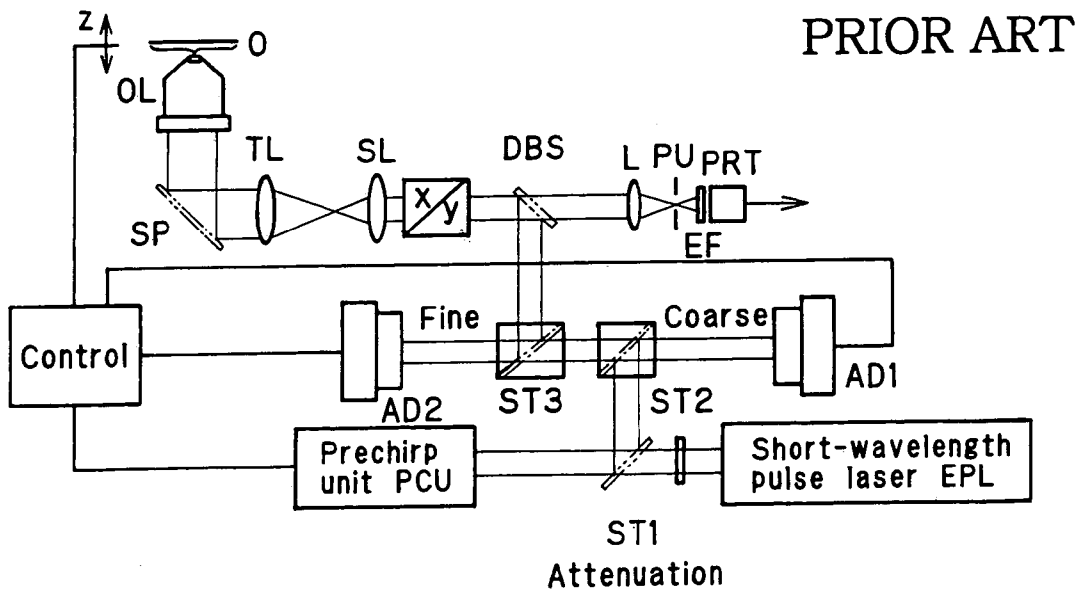 PRIOR ART
Z
O
OL
TL
SL
DBS
L
PU
PRT
x/y
SP
EF
Fine
Coarse
Control
AD1
AD2
ST3
ST2
Prechirp
unit PCU
Short-wavelength
pulse laser EPL
ST1
Attenuation